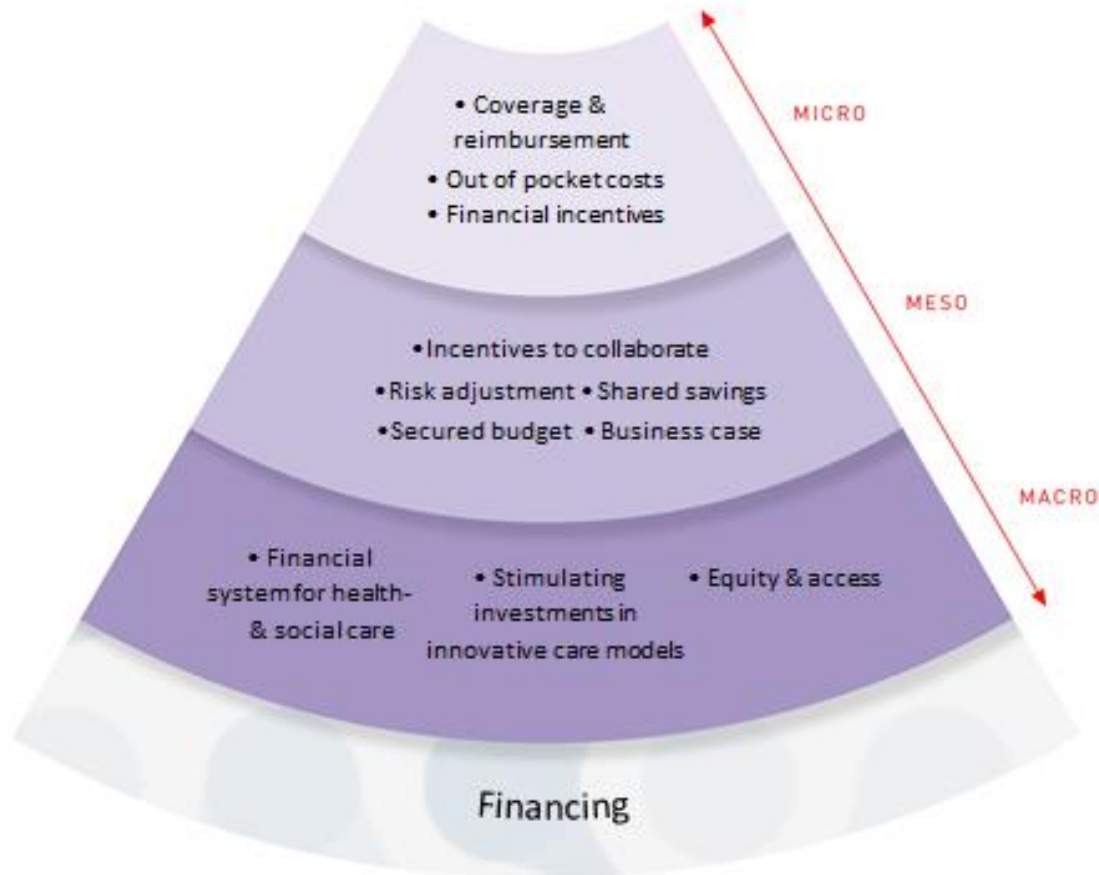 • Coverage &
reimbursement
• Out of pocket costs
• Financial incentives
MICRO
•Incentives to collaborate
•Risk adjustment •Shared savings
•Secured budget •Business case
MESO
• Financial
system for health-
& social care
• Stimulating
investments in
innovative care models
• Equity & access
MACRO
Financing